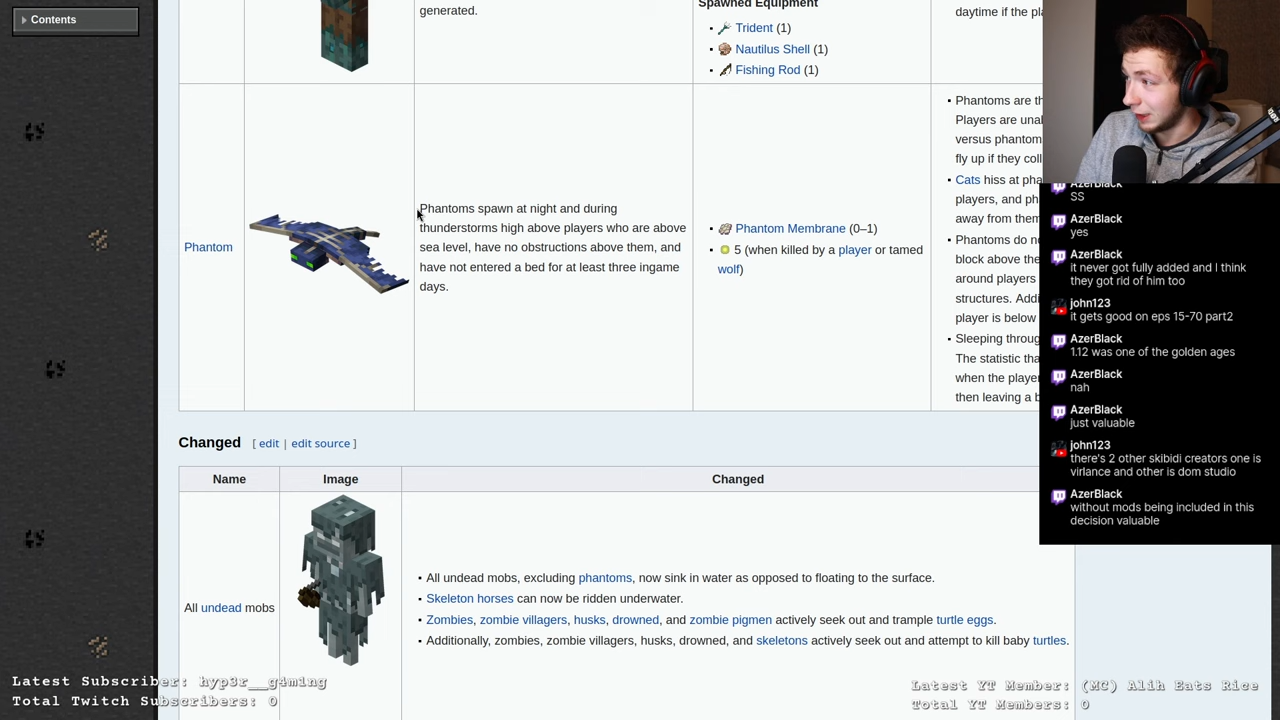 Contents
generated.
Spawned Equipment
Trident (1)
Nautilus Shell (1)
Fishing Rod (1)
daytime if the pla
Phantom
Phantoms spawn at night and during
thunderstorms high above players who are above
sea level, have no obstructions above them, and
have not entered a bed for at least three ingame
days.
Phantom Membrane (0–1)
5 (when killed by a player or tamed
wolf)
Phantoms are th
Players are unal
versus phantom
fly up if they coll
Cats hiss at pha
players, and ph
away from them
Phantoms do no
block above the
around players
structures. Addi
player is below
Sleeping throug
The statistic tha
when the player
then leaving a b
Changed [ edit | edit source ]
Name Image Changed
All undead mobs
All undead mobs, excluding phantoms, now sink in water as opposed to floating to the surface.
Skeleton horses can now be ridden underwater.
Zombies, zombie villagers, husks, drowned, and zombie pigmen actively seek out and trample turtle eggs.
Additionally, zombies, zombie villagers, husks, drowned, and skeletons actively seek out and attempt to kill baby turtles.
AzerBlack
SS
AzerBlack
yes
AzerBlack
it never got fully added and I think
they got rid of him too
john123
it gets good on eps 15-70 part2
AzerBlack
1.12 was one of the golden ages
AzerBlack
nah
AzerBlack
just valuable
john123
there's 2 other skibidi creators one is
virlance and other is dom studio
AzerBlack
without mods being included in this
decision valuable
Latest Subscriber: hyp3r__g4m1ng
Total Twitch Subscribers: 0
Latest YT Member: (MC) Alih Eats Rice
Total YT Members: 0